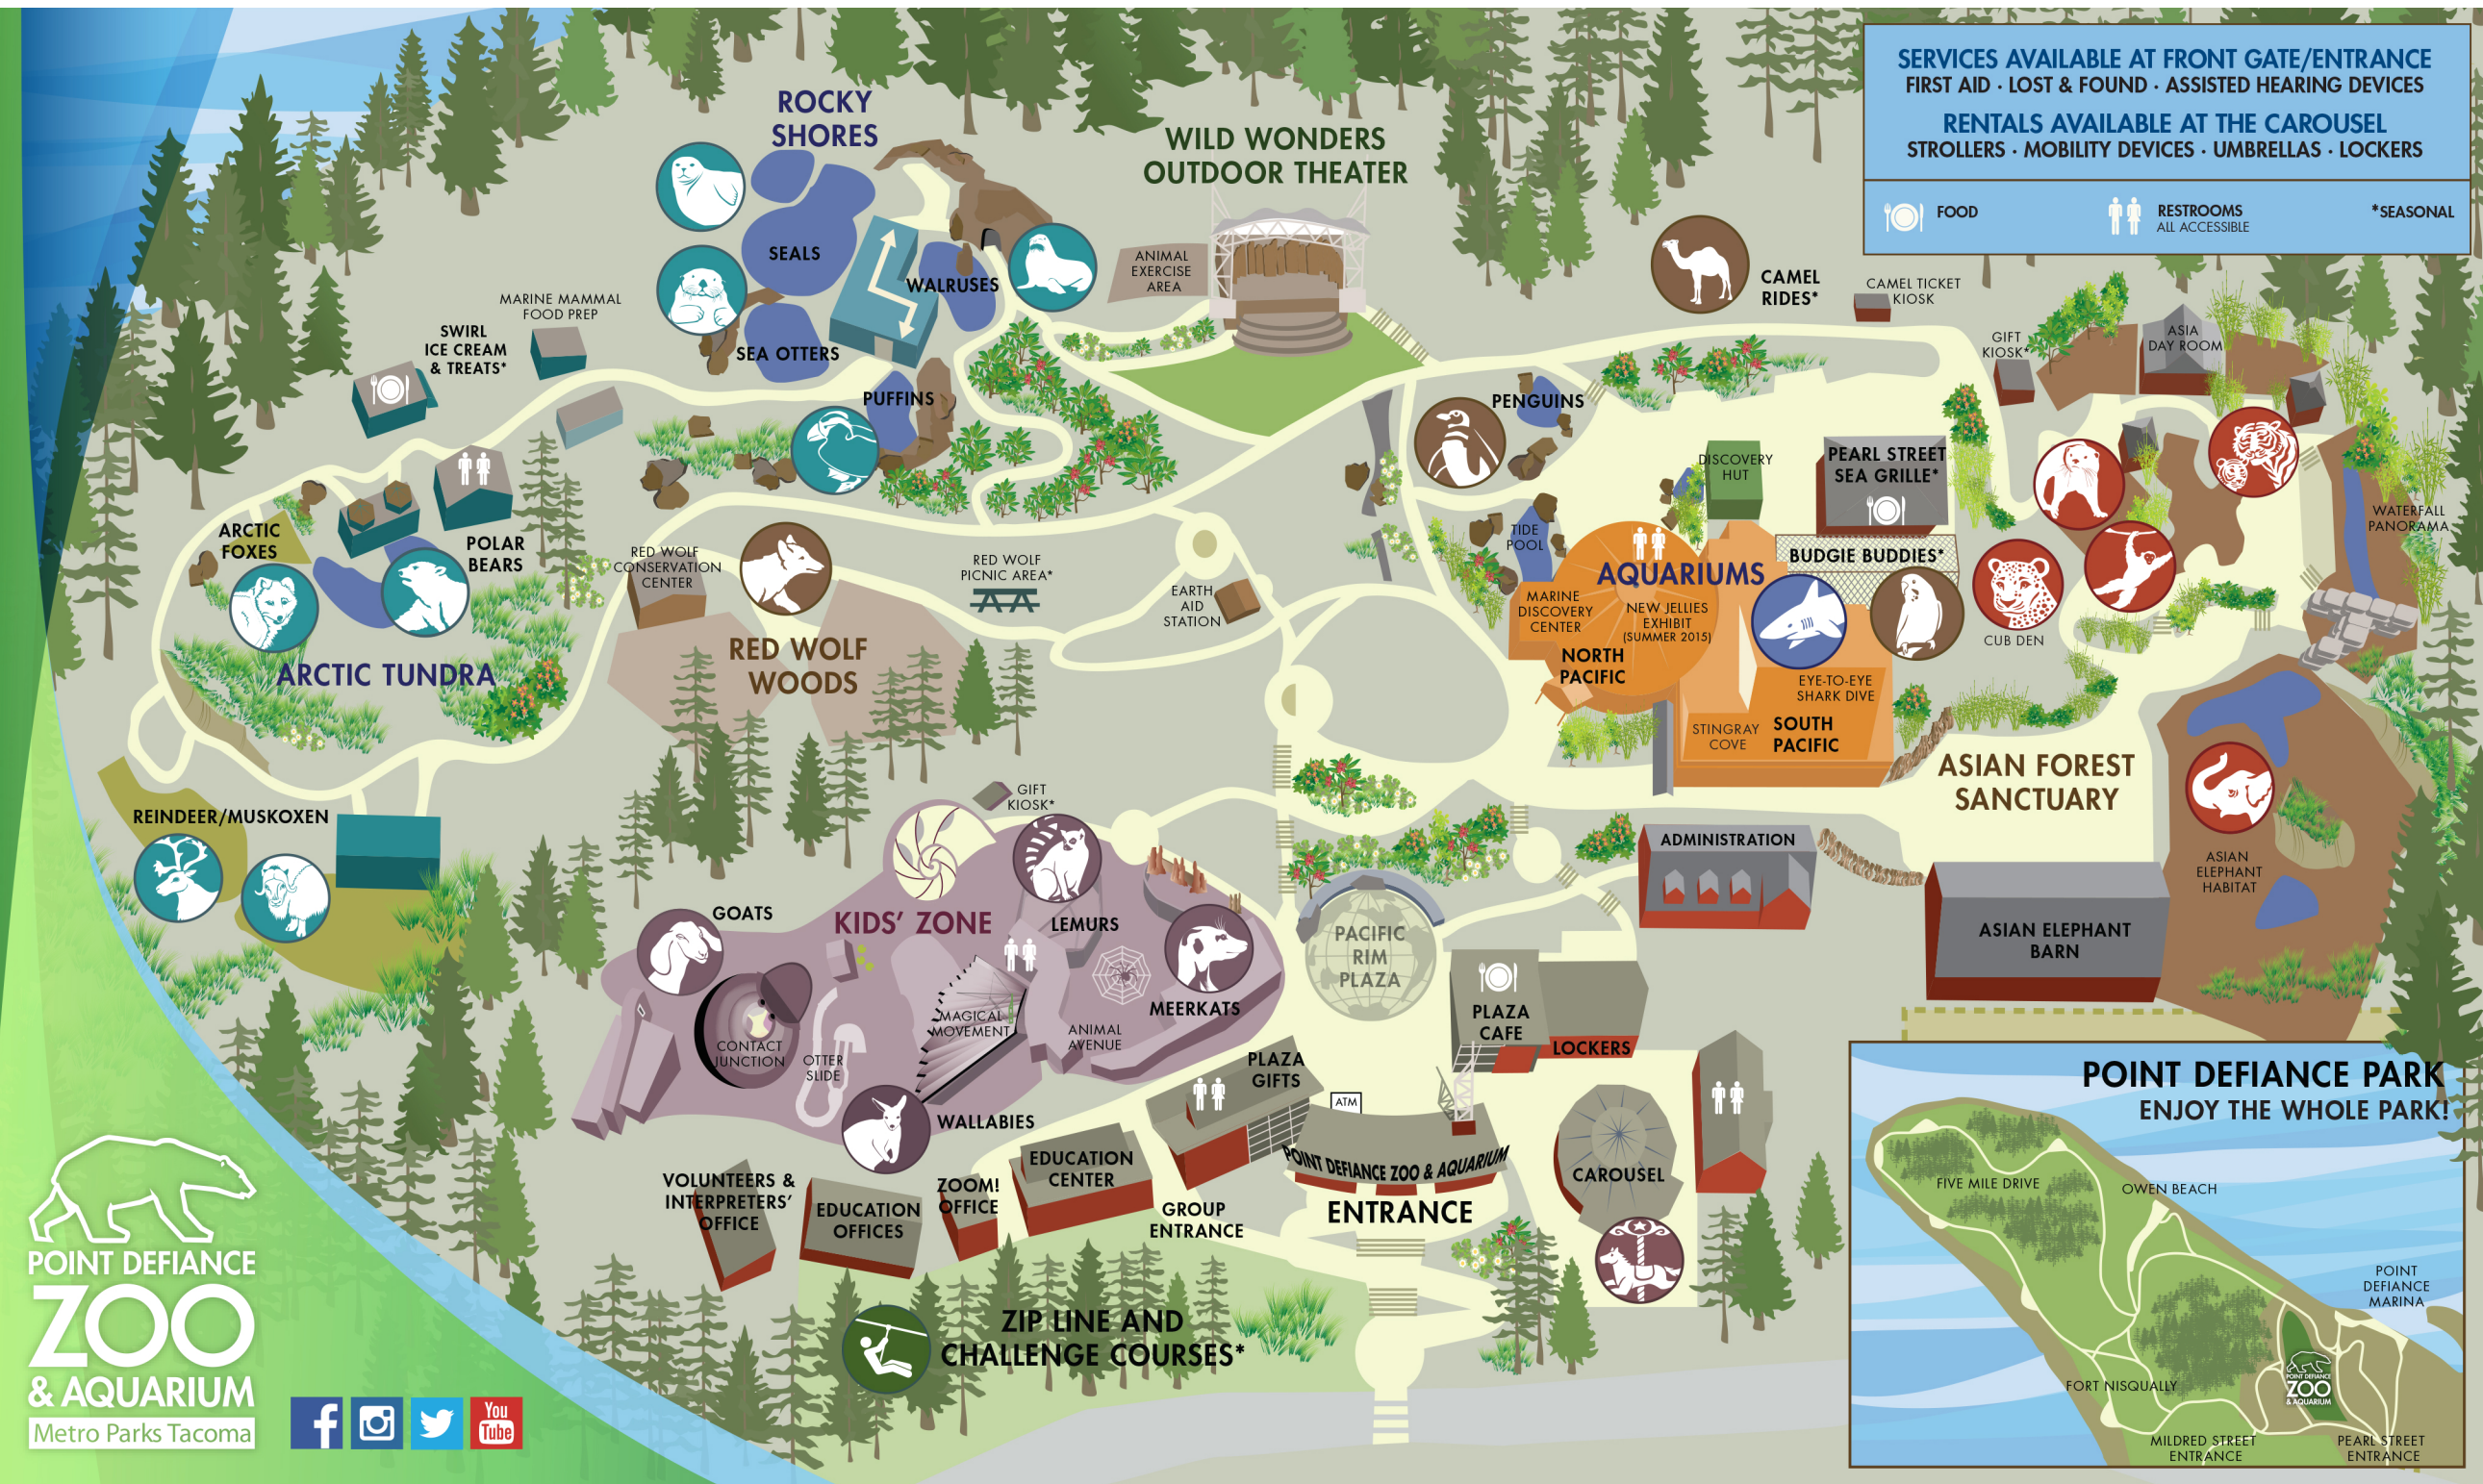 SERVICES AVAILABLE AT FRONT GATE/ENTRANCE
FIRST AID · LOST & FOUND · ASSISTED HEARING DEVICES
RENTALS AVAILABLE AT THE CAROUSEL
STROLLERS · MOBILITY DEVICES · UMBRELLAS · LOCKERS
FOOD
RESTROOMS
ALL ACCESSIBLE
*SEASONAL
ROCKY
SHORES
WILD WONDERS
OUTDOOR THEATER
SEALS
WALRUSES
ANIMAL
EXERCISE
AREA
CAMEL
RIDES*
CAMEL TICKET
KIOSK
MARINE MAMMAL
FOOD PREP
SWIRL
ICE CREAM
& TREATS*
SEA OTTERS
PUFFINS
PENGUINS
GIFT
KIOSK*
ASIA
DAY ROOM
DISCOVERY
HUT
PEARL STREET
SEA GRILLE*
WATERFALL
PANORAMA
ARCTIC
FOXES
POLAR
BEARS
RED WOLF
CONSERVATION
CENTER
RED WOLF
PICNIC AREA*
TIDE
POOL
BUDGIE BUDDIES*
AQUARIUMS
EARTH
AID
STATION
MARINE
DISCOVERY
CENTER
NEW JELLIES
EXHIBIT
(SUMMER 2015)
CUB DEN
NORTH
PACIFIC
EYE-TO-EYE
SHARK DIVE
STINGRAY
COVE
SOUTH
PACIFIC
ARCTIC TUNDRA
RED WOLF
WOODS
ASIAN FOREST
SANCTUARY
REINDEER/MUSKOXEN
GIFT
KIOSK*
ADMINISTRATION
ASIAN
ELEPHANT
HABITAT
GOATS
KIDS' ZONE
LEMURS
PACIFIC
RIM
PLAZA
ASIAN ELEPHANT
BARN
MEERKATS
MAGICAL
MOVEMENT
ANIMAL
AVENUE
CONTACT
JUNCTION
OTTER
SLIDE
PLAZA
CAFE
LOCKERS
PLAZA
GIFTS
ATM
WALLABIES
POINT DEFIANCE ZOO & AQUARIUM
ENTRANCE
CAROUSEL
VOLUNTEERS &
INTERPRETERS'
OFFICE
EDUCATION
OFFICES
ZOOM!
OFFICE
EDUCATION
CENTER
GROUP
ENTRANCE
ZIP LINE AND
CHALLENGE COURSES*
POINT DEFIANCE PARK
ENJOY THE WHOLE PARK!
FIVE MILE DRIVE
OWEN BEACH
POINT
DEFIANCE
MARINA
FORT NISQUALLY
POINT DEFIANCE
ZOO
& AQUARIUM
MILDRED STREET
ENTRANCE
PEARL STREET
ENTRANCE
POINT DEFIANCE
ZOO
& AQUARIUM
Metro Parks Tacoma
f
You
Tube